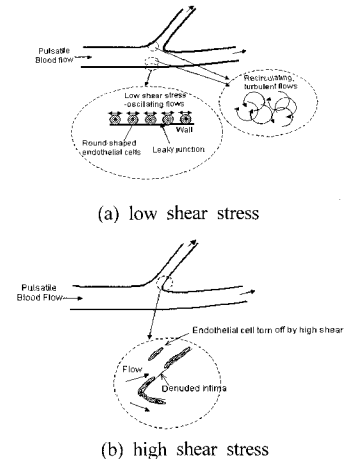 Pulsatile
Blood flow
Recirculating,
turbulent flows
Low shear stress
-oscillating flows
Wall
Round-shaped
endothelial cells
Leaky junction
(a) low shear stress
Pulsatile
Blood Flow
Endothelial cell torn off by high shear
Flow
Denuded intima
(b) high shear stress